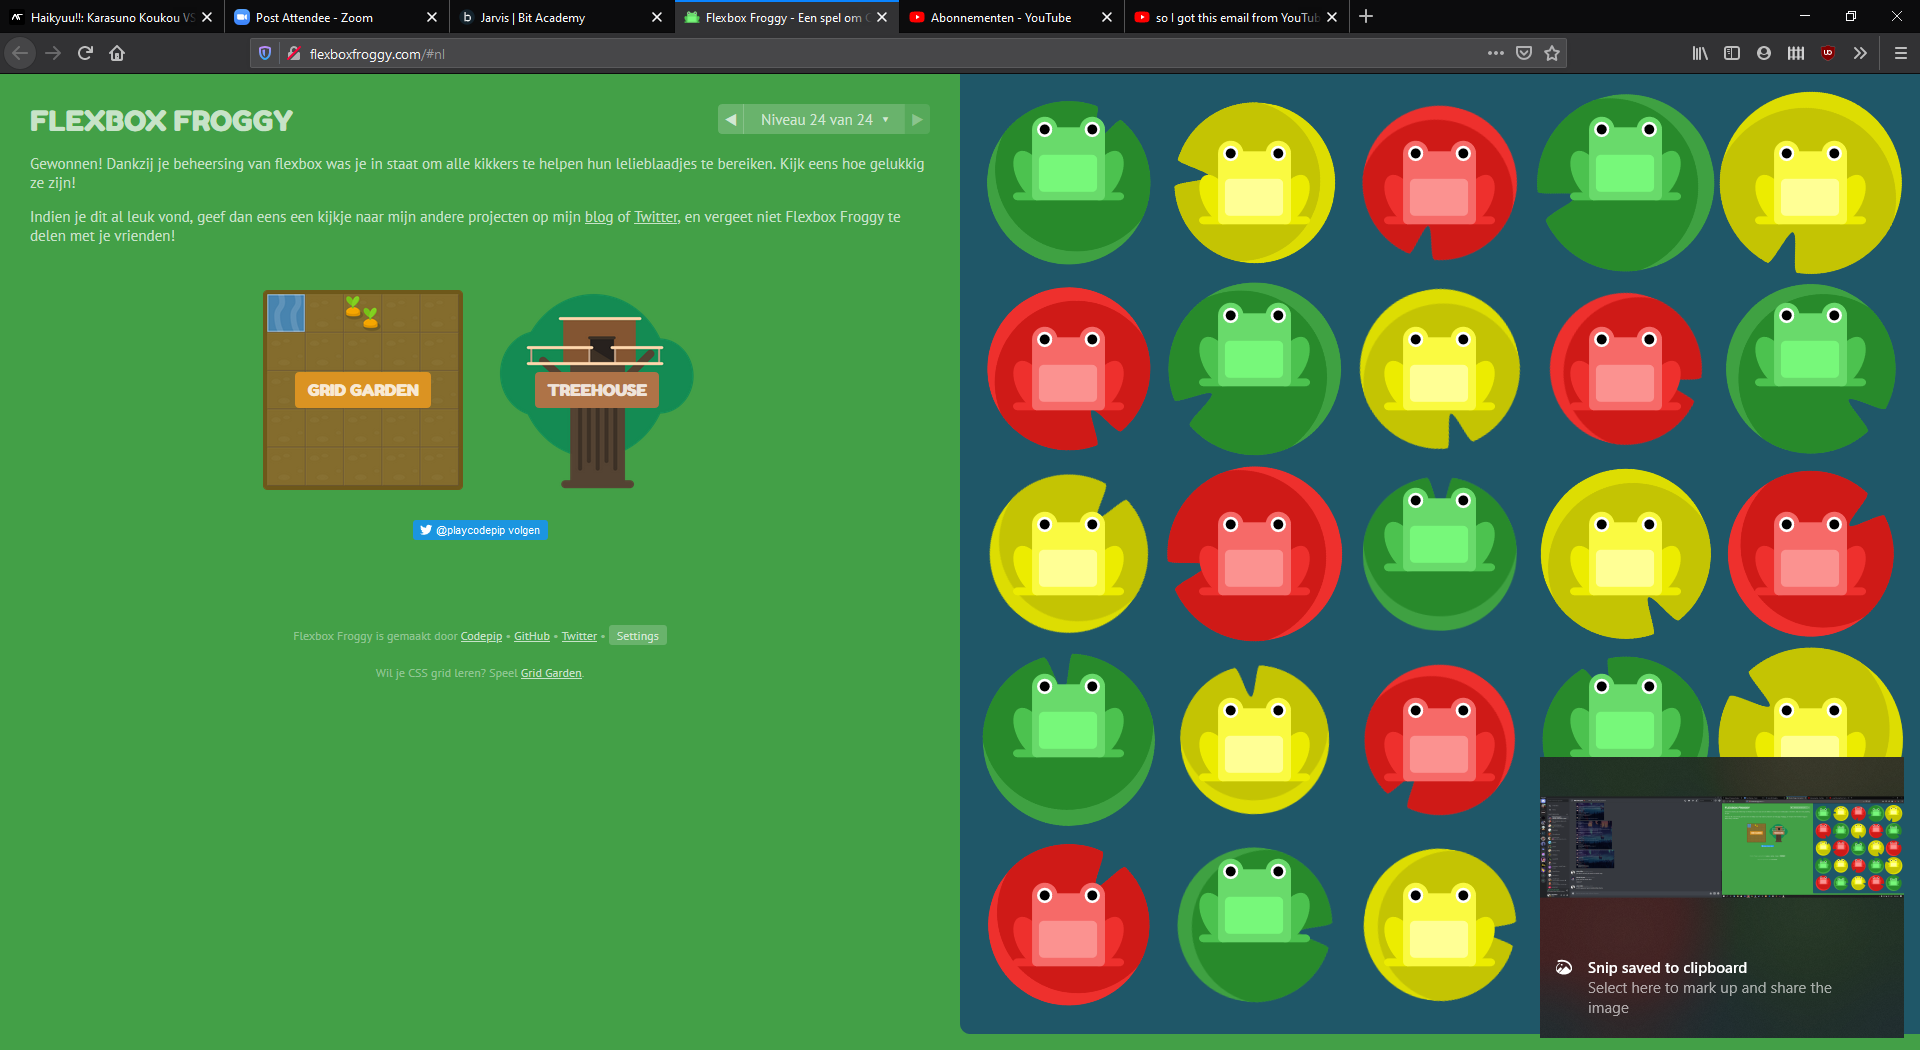 Haikyuu!!: Karasuno Koukou VS
Post Attendee - Zoom
Jarvis | Bit Academy
Flexbox Froggy - Een spel om
Abonnementen - YouTube
so I got this email from YouTub
flexboxfroggy.com/#nl
FLEXBOX FROGGY
Niveau 24 van 24
Gewonnen! Dankzij je beheersing van flexbox was je in staat om alle kikkers te helpen hun lelieblaadjes te bereiken. Kijk eens hoe gelukkig
ze zijn!
Indien je dit al leuk vond, geef dan eens een kijkje naar mijn andere projecten op mijn blog of Twitter, en vergeet niet Flexbox Froggy te
delen met je vrienden!
GRID GARDEN
TREEHOUSE
@playcodepip volgen
Flexbox Froggy is gemaakt door Codepip • GitHub • Twitter • Settings
Wil je CSS grid leren? Speel Grid Garden.
Snip saved to clipboard
Select here to mark up and share the
image